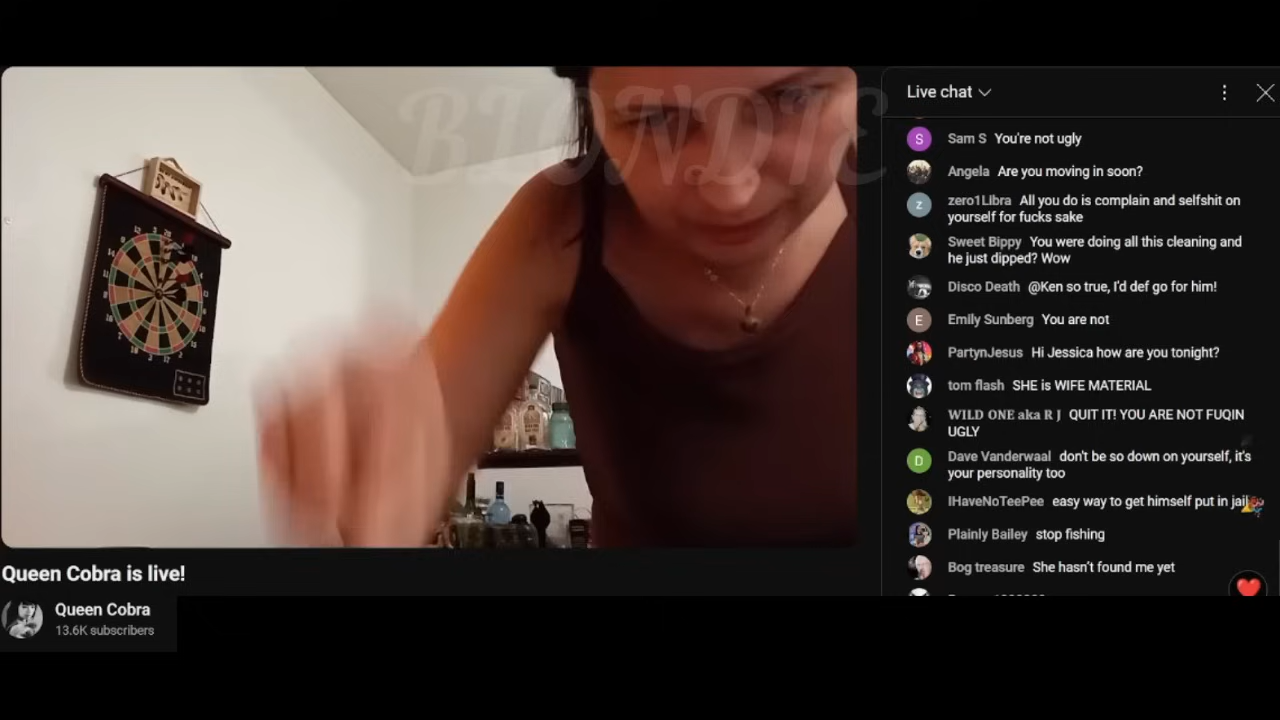 BLONDIE
Live chat
Sam S You're not ugly
Angela Are you moving in soon?
zero1Libra All you do is complain and selfshit on
yourself for fucks sake
Sweet Bippy You were doing all this cleaning and
he just dipped? Wow
Disco Death @Ken so true, I'd def go for him!
Emily Sunberg You are not
PartynJesus Hi Jessica how are you tonight?
tom flash SHE is WIFE MATERIAL
WILD ONE aka R J QUIT IT! YOU ARE NOT FUQIN
UGLY
Dave Vanderwaal don't be so down on yourself, it's
your personality too
IHaveNoTeePee easy way to get himself put in jail
Plainly Bailey stop fishing
Bog treasure She hasn't found me yet
Queen Cobra is live!
Queen Cobra
13.6K subscribers